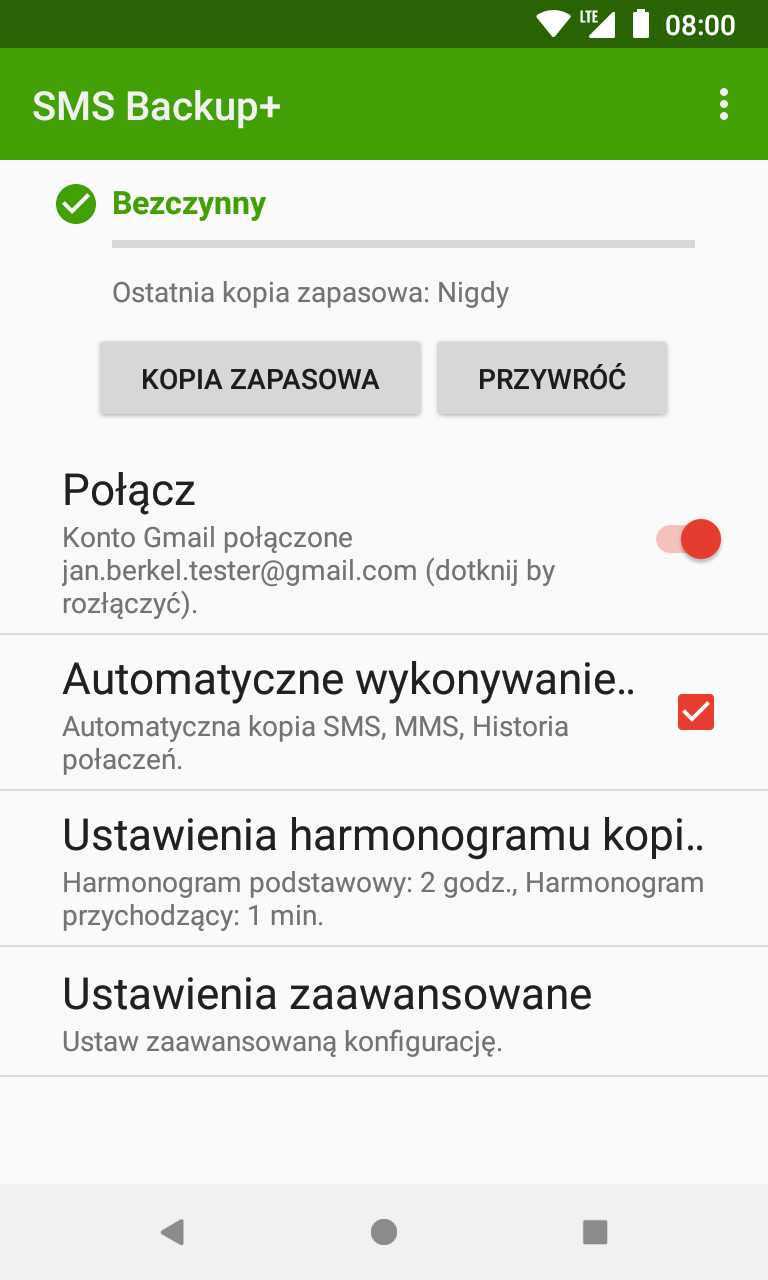 LTE 08:00
SMS Backup+
Bezczynny
Ostatnia kopia zapasowa: Nigdy
KOPIA ZAPASOWA PRZYWRÓĆ
Połącz
Konto Gmail połączone
jan.berkel.tester@gmail.com (dotknij by
rozłączyć).
Automatyczne wykonywanie..
Automatyczna kopia SMS, MMS, Historia
połaczeń.
Ustawienia harmonogramu kopi..
Harmonogram podstawowy: 2 godz., Harmonogram
przychodzący: 1 min.
Ustawienia zaawansowane
Ustaw zaawansowaną konfigurację.